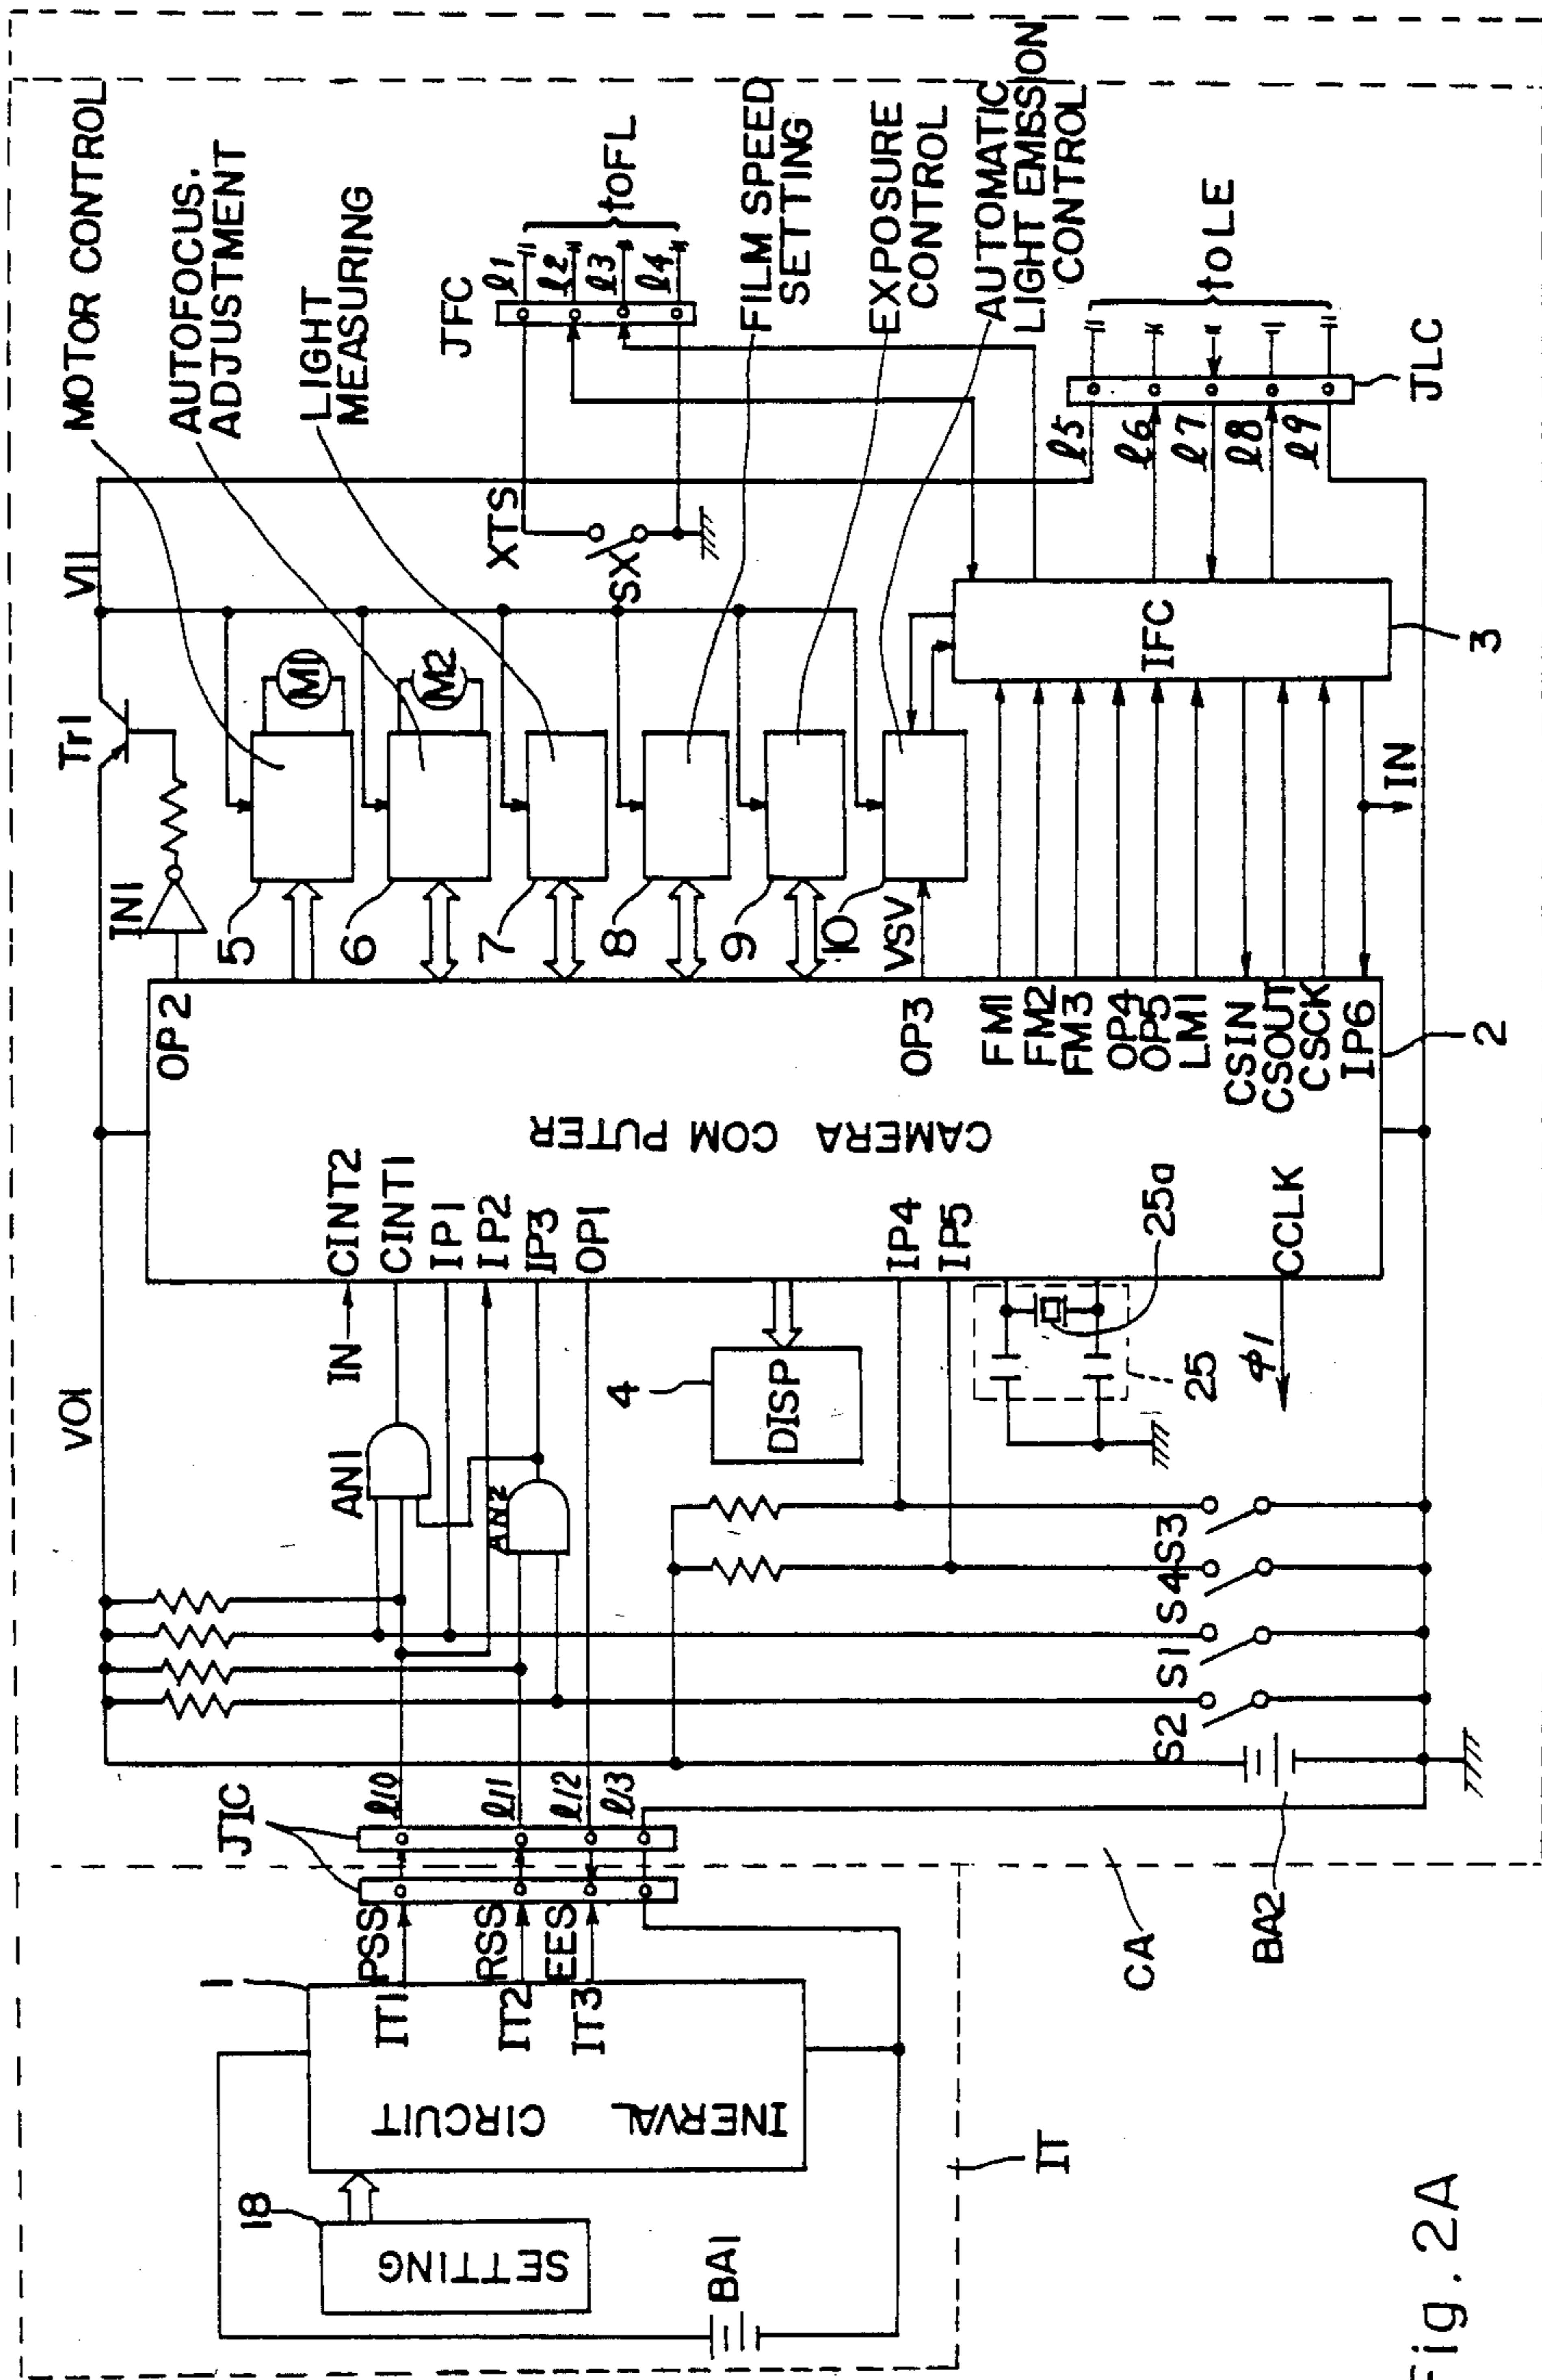 MOTOR CONTROL
AUTOFOCUS.
ADJUSTMENT
LIGHT
MEASURING
JFC
ℓ1
ℓ2
ℓ3
ℓ4
toFL
FILM SPEED
SETTING
EXPOSURE
CONTROL
AUTOMATIC
LIGHT EMISSION
CONTROL
ℓ5
ℓ6
ℓ7
ℓ8
ℓ9
toLE
JLC
V11
XTS
SX
Tr1
M1
M2
IFC
3
IN
IN1
5
6
7
8
9
10
VSV
OP2
OP3
FM1
FM2
FM3
OP4
OP5
LM1
CSIN
CSOUT
CSCK
IP6
2
CAMERA COMPUTER
IN
CINT2
CINT1
IP1
IP2
IP3
OP1
IP4
IP5
25a
CCLK
VO1
AN1
AN2
4
DISP
25
φ1
S3
S4
S1
S2
JIC
ℓ10
ℓ11
ℓ12
ℓ13
CA
BA2
1
PSS
RSS
EES
IT1
IT2
IT3
INERVAL
CIRCUIT
IT
18
SETTING
BA1
Fig. 2A